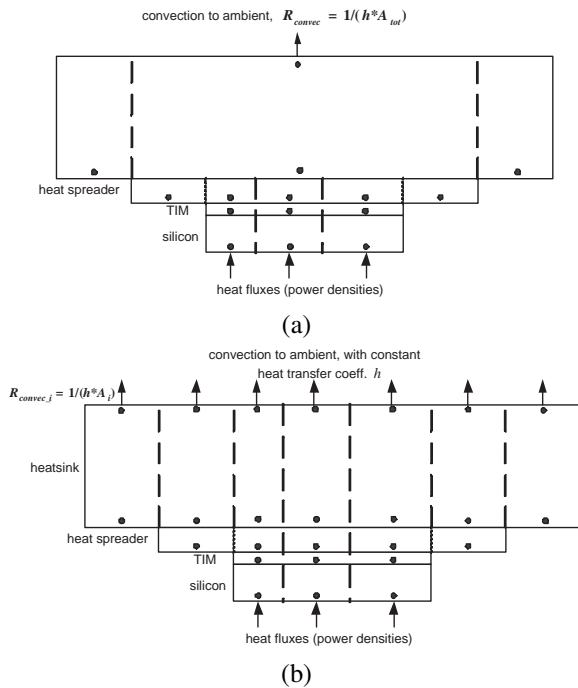 convection to ambient, R_convec = 1/(h*A_tot)
heat spreader
TIM
silicon
heat fluxes (power densities)
(a)
convection to ambient, with constant
heat transfer coeff. h
R_convec_i = 1/(h*A_i)
heatsink
heat spreader
TIM
silicon
heat fluxes (power densities)
(b)